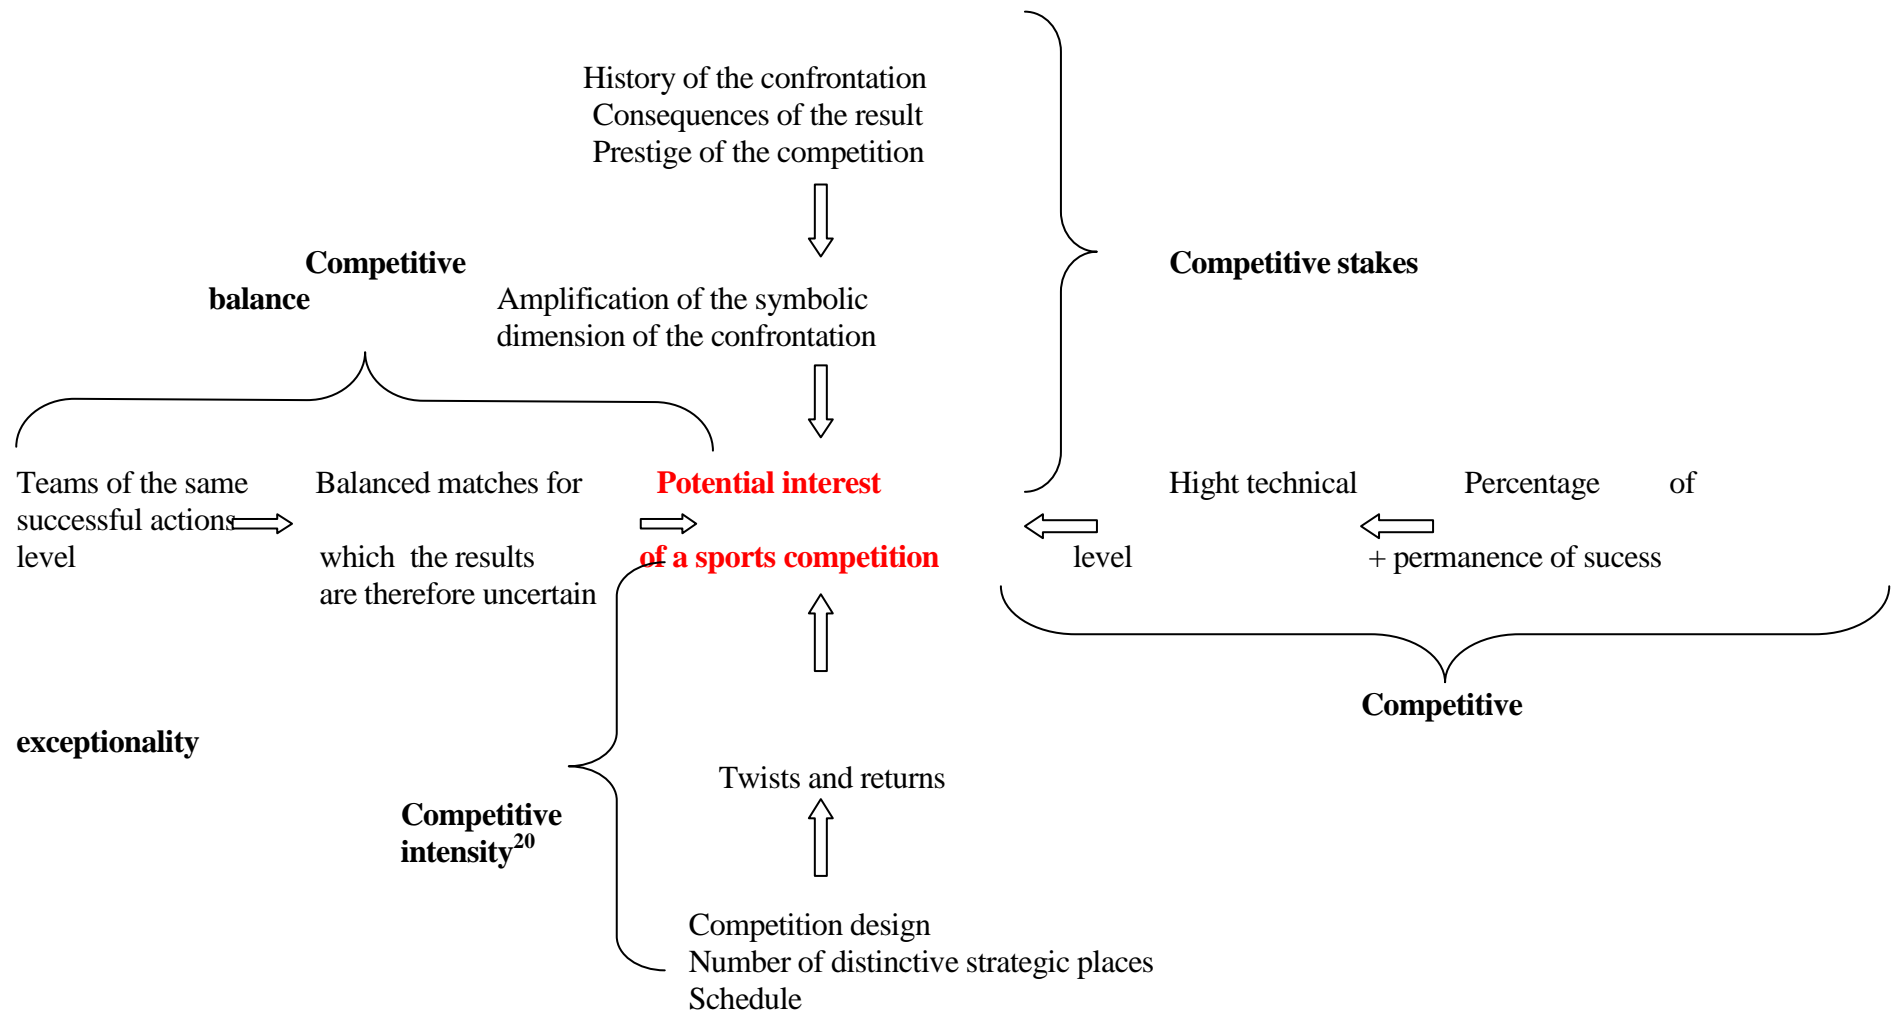 History of the confrontation
Consequences of the result
Prestige of the competition
Competitive
balance
Competitive stakes
Amplification of the symbolic
dimension of the confrontation
Teams of the same Balanced matches for Potential interest Hight technical Percentage of
successful actions
level which the results of a sports competition level + permanence of sucess
are therefore uncertain
Competitive
exceptionality
Twists and returns
Competitive
intensity20
Competition design
Number of distinctive strategic places
Schedule